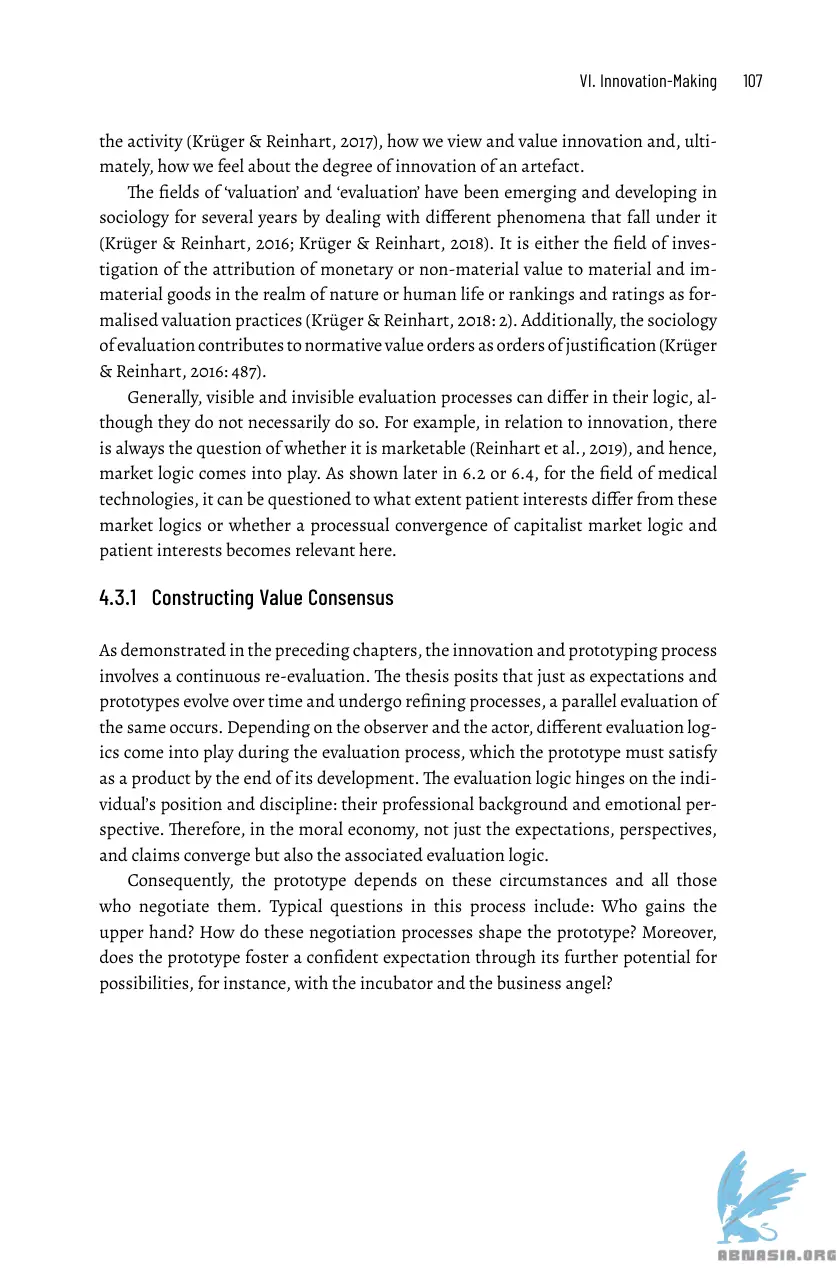 VI. Innovation-Making 107
the activity (Krüger & Reinhart, 2017), how we view and value innovation and, ulti-
mately, how we feel about the degree of innovation of an artefact.
The fields of ‘valuation’ and ‘evaluation’ have been emerging and developing in
sociology for several years by dealing with different phenomena that fall under it
(Krüger & Reinhart, 2016; Krüger & Reinhart, 2018). It is either the field of inves-
tigation of the attribution of monetary or non-material value to material and im-
material goods in the realm of nature or human life or rankings and ratings as for-
malised valuation practices (Krüger & Reinhart, 2018: 2). Additionally, the sociology
of evaluation contributes to normative value orders as orders of justification (Krüger
& Reinhart, 2016: 487).
Generally, visible and invisible evaluation processes can differ in their logic, al-
though they do not necessarily do so. For example, in relation to innovation, there
is always the question of whether it is marketable (Reinhart et al., 2019), and hence,
market logic comes into play. As shown later in 6.2 or 6.4, for the field of medical
technologies, it can be questioned to what extent patient interests differ from these
market logics or whether a processual convergence of capitalist market logic and
patient interests becomes relevant here.
4.3.1 Constructing Value Consensus
As demonstrated in the preceding chapters, the innovation and prototyping process
involves a continuous re-evaluation. The thesis posits that just as expectations and
prototypes evolve over time and undergo refining processes, a parallel evaluation of
the same occurs. Depending on the observer and the actor, different evaluation log-
ics come into play during the evaluation process, which the prototype must satisfy
as a product by the end of its development. The evaluation logic hinges on the indi-
vidual’s position and discipline: their professional background and emotional per-
spective. Therefore, in the moral economy, not just the expectations, perspectives,
and claims converge but also the associated evaluation logic.
Consequently, the prototype depends on these circumstances and all those
who negotiate them. Typical questions in this process include: Who gains the
upper hand? How do these negotiation processes shape the prototype? Moreover,
does the prototype foster a confident expectation through its further potential for
possibilities, for instance, with the incubator and the business angel?
ABNASIA.ORG